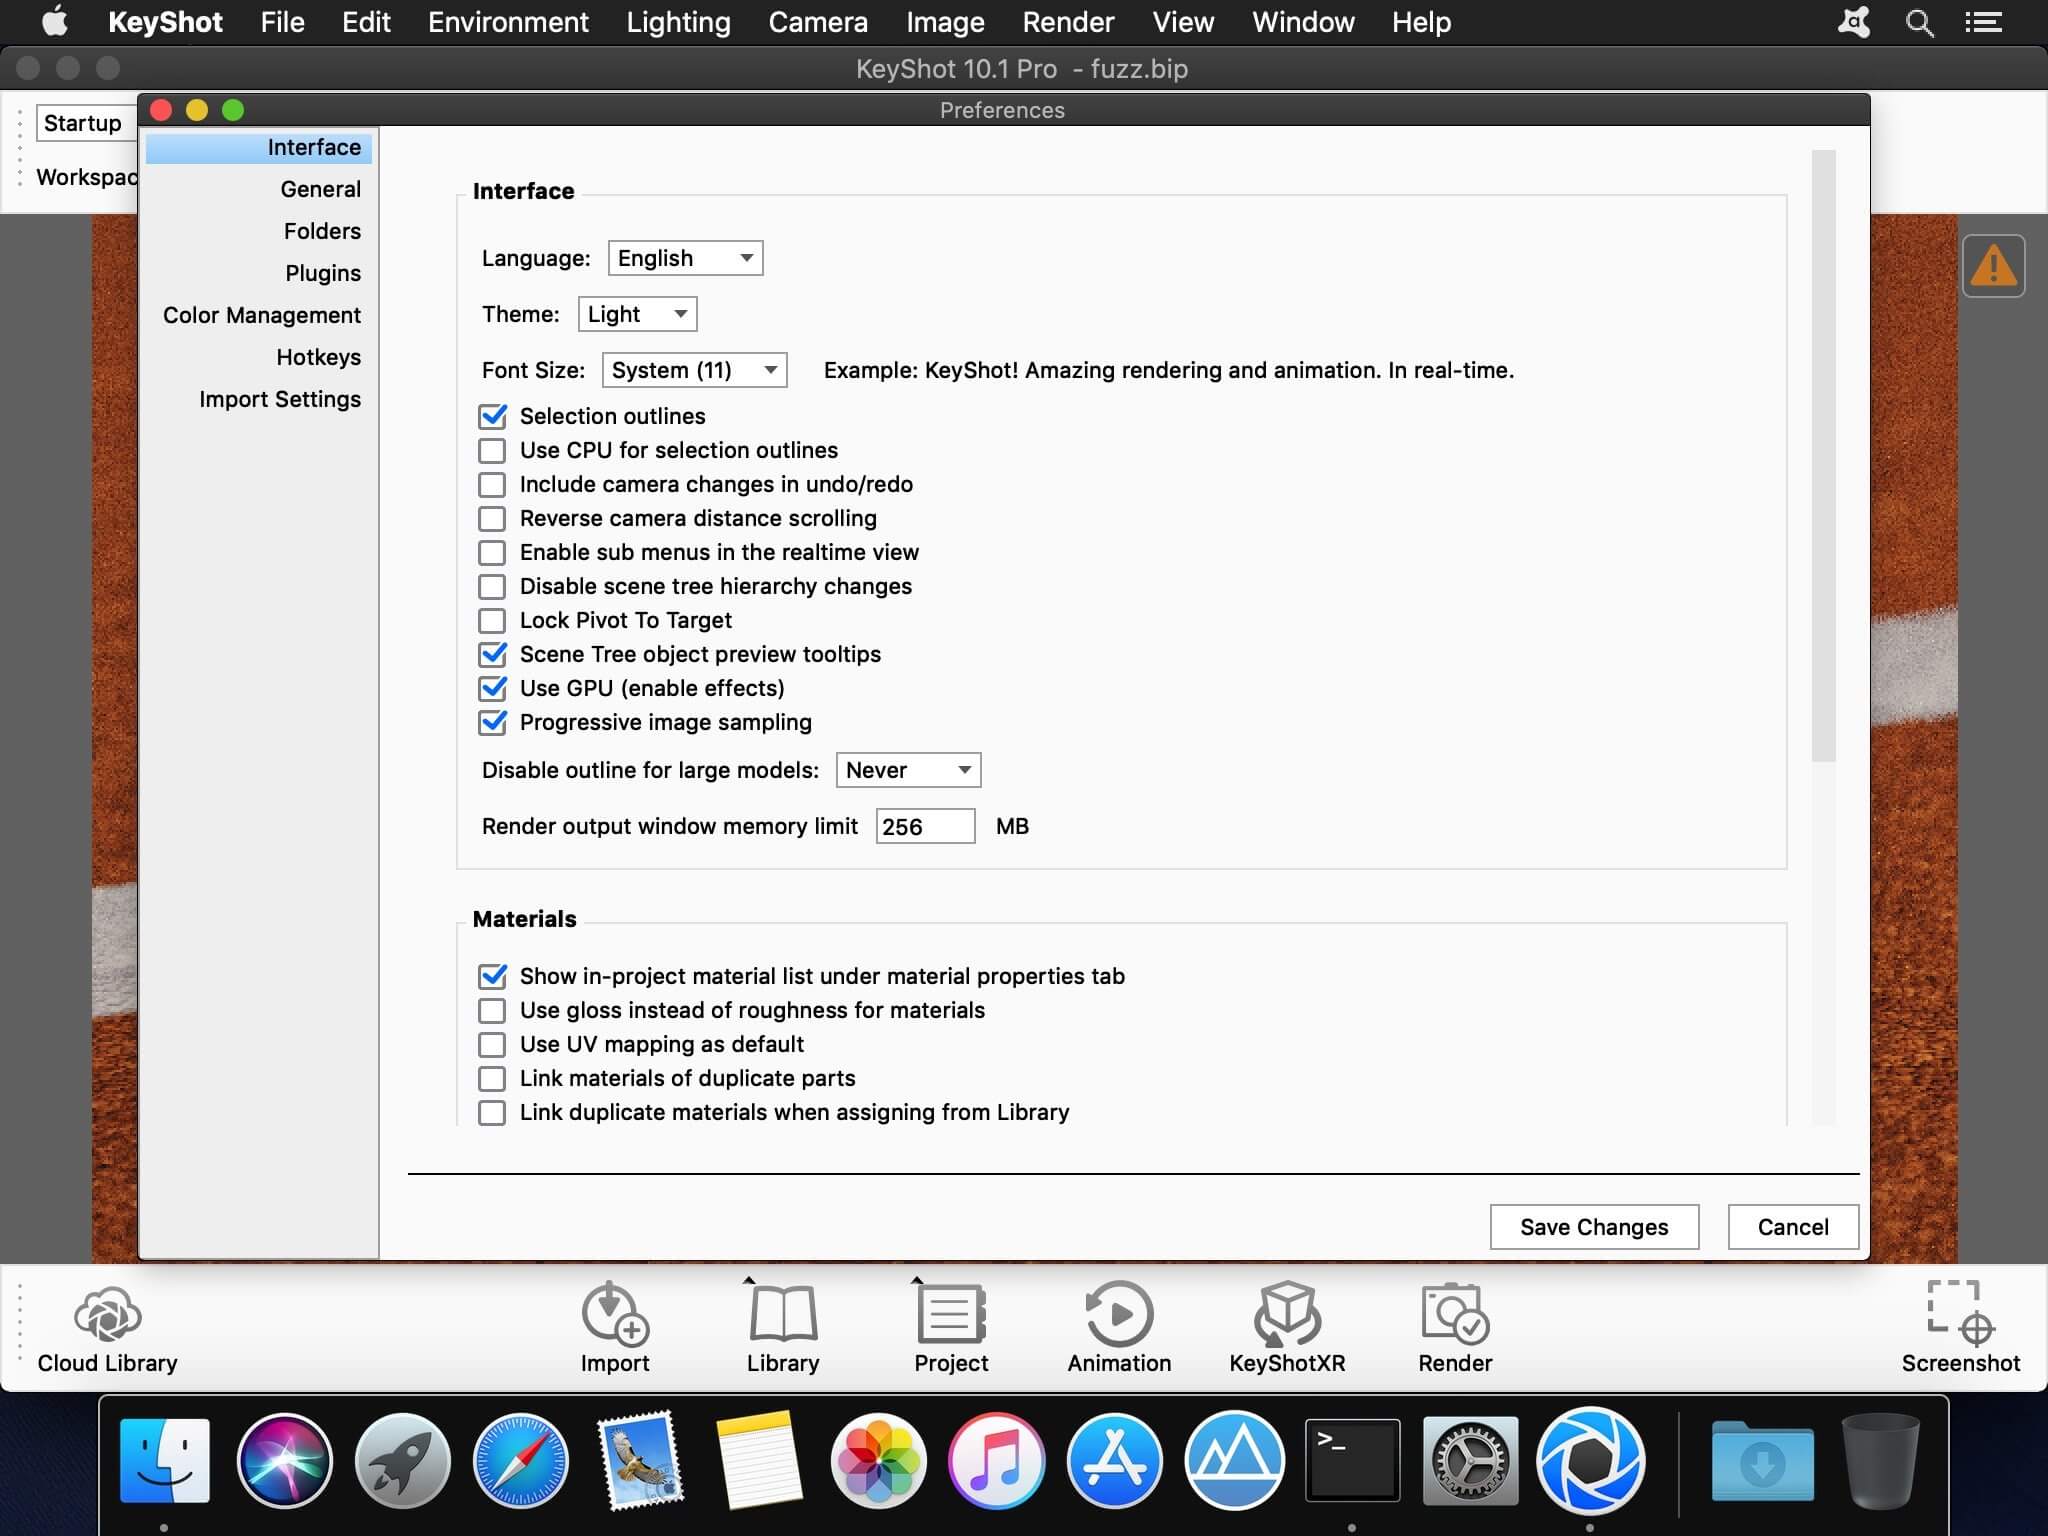 KeyShot File Edit Environment Lighting Camera Image Render View Window Help
KeyShot 10.1 Pro - fuzz.bip
Startup
Workspac
Preferences
Interface
General
Folders
Plugins
Color Management
Hotkeys
Import Settings
Interface
Language: English
Theme: Light
Font Size: System (11) Example: KeyShot! Amazing rendering and animation. In real-time.
Selection outlines
Use CPU for selection outlines
Include camera changes in undo/redo
Reverse camera distance scrolling
Enable sub menus in the realtime view
Disable scene tree hierarchy changes
Lock Pivot To Target
Scene Tree object preview tooltips
Use GPU (enable effects)
Progressive image sampling
Disable outline for large models: Never
Render output window memory limit 256 MB
Materials
Show in-project material list under material properties tab
Use gloss instead of roughness for materials
Use UV mapping as default
Link materials of duplicate parts
Link duplicate materials when assigning from Library
Save Changes Cancel
Cloud Library Import Library Project Animation KeyShotXR Render Screenshot
>_